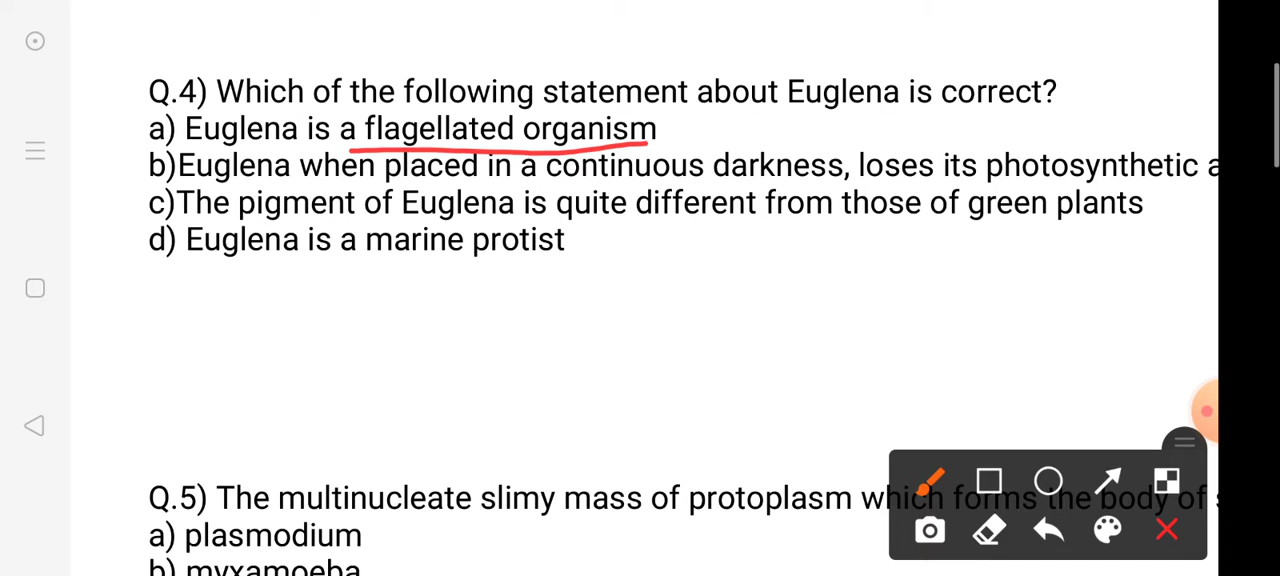 Q.4) Which of the following statement about Euglena is correct?
a) Euglena is a flagellated organism
b)Euglena when placed in a continuous darkness, loses its photosynthetic
c)The pigment of Euglena is quite different from those of green plants
d) Euglena is a marine protist
Q.5) The multinucleate slimy mass of protoplasm which forms the body of
a) plasmodium
b) myxamoeba